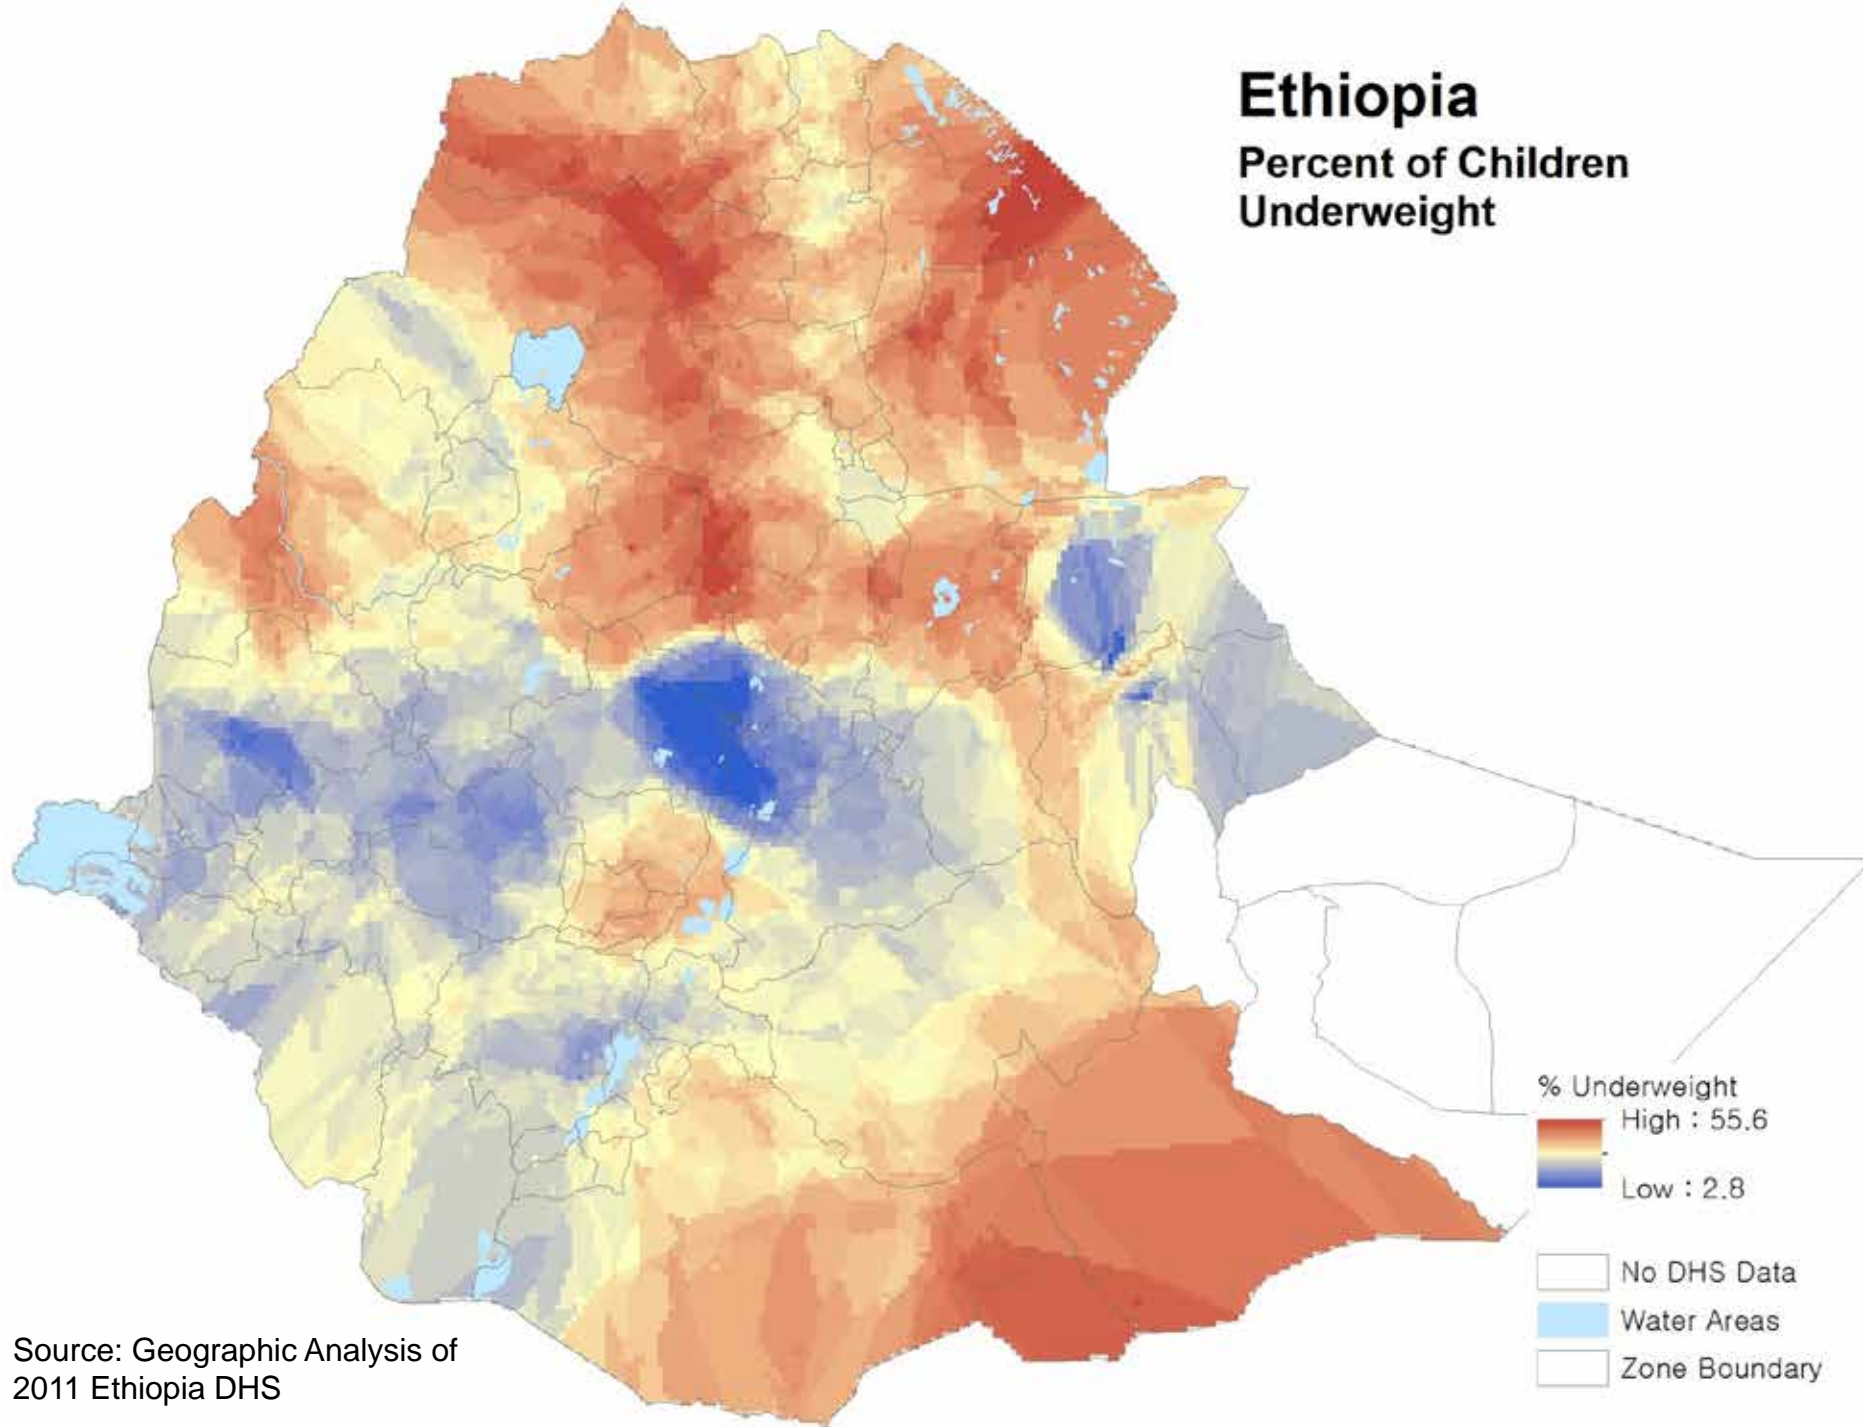 Ethiopia
Percent of Children
Underweight
% Underweight
High : 55.6
Low : 2.8
No DHS Data
Water Areas
Zone Boundary
Source: Geographic Analysis of
2011 Ethiopia DHS